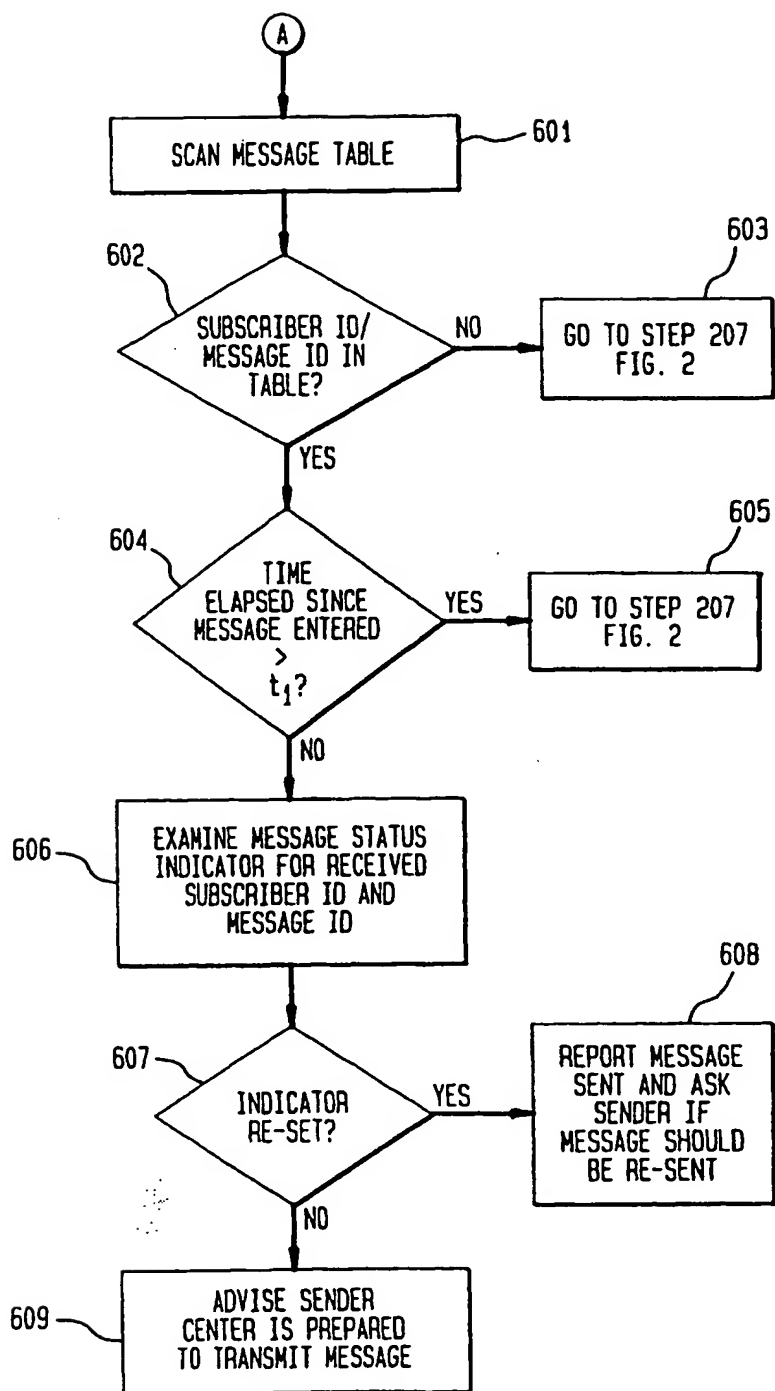 A
SCAN MESSAGE TABLE
601
602
SUBSCRIBER ID/
MESSAGE ID IN
TABLE?
NO
603
GO TO STEP 207
FIG. 2
YES
604
TIME
ELAPSED SINCE
MESSAGE ENTERED
>
t1?
YES
605
GO TO STEP 207
FIG. 2
NO
606
EXAMINE MESSAGE STATUS
INDICATOR FOR RECEIVED
SUBSCRIBER ID AND
MESSAGE ID
607
INDICATOR
RE-SET?
YES
608
REPORT MESSAGE
SENT AND ASK
SENDER IF
MESSAGE SHOULD
BE RE-SENT
NO
609
ADVISE SENDER
CENTER IS PREPARED
TO TRANSMIT MESSAGE